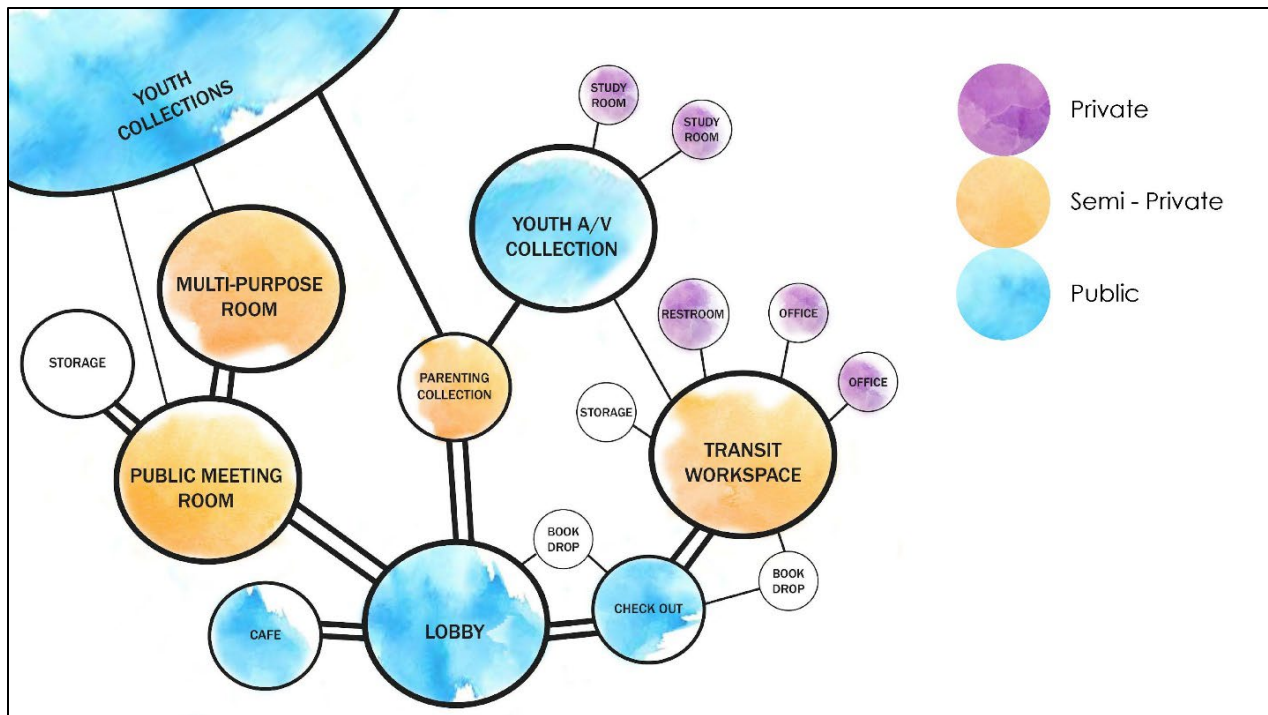 YOUTH
COLLECTIONS
STUDY
ROOM
STUDY
ROOM
YOUTH A/V
COLLECTION
MULTI-PURPOSE
ROOM
RESTROOM
OFFICE
STORAGE
PARENTING
COLLECTION
OFFICE
STORAGE
TRANSIT
WORKSPACE
PUBLIC MEETING
ROOM
BOOK
DROP
BOOK
DROP
CHECK OUT
CAFE
LOBBY
Private
Semi - Private
Public